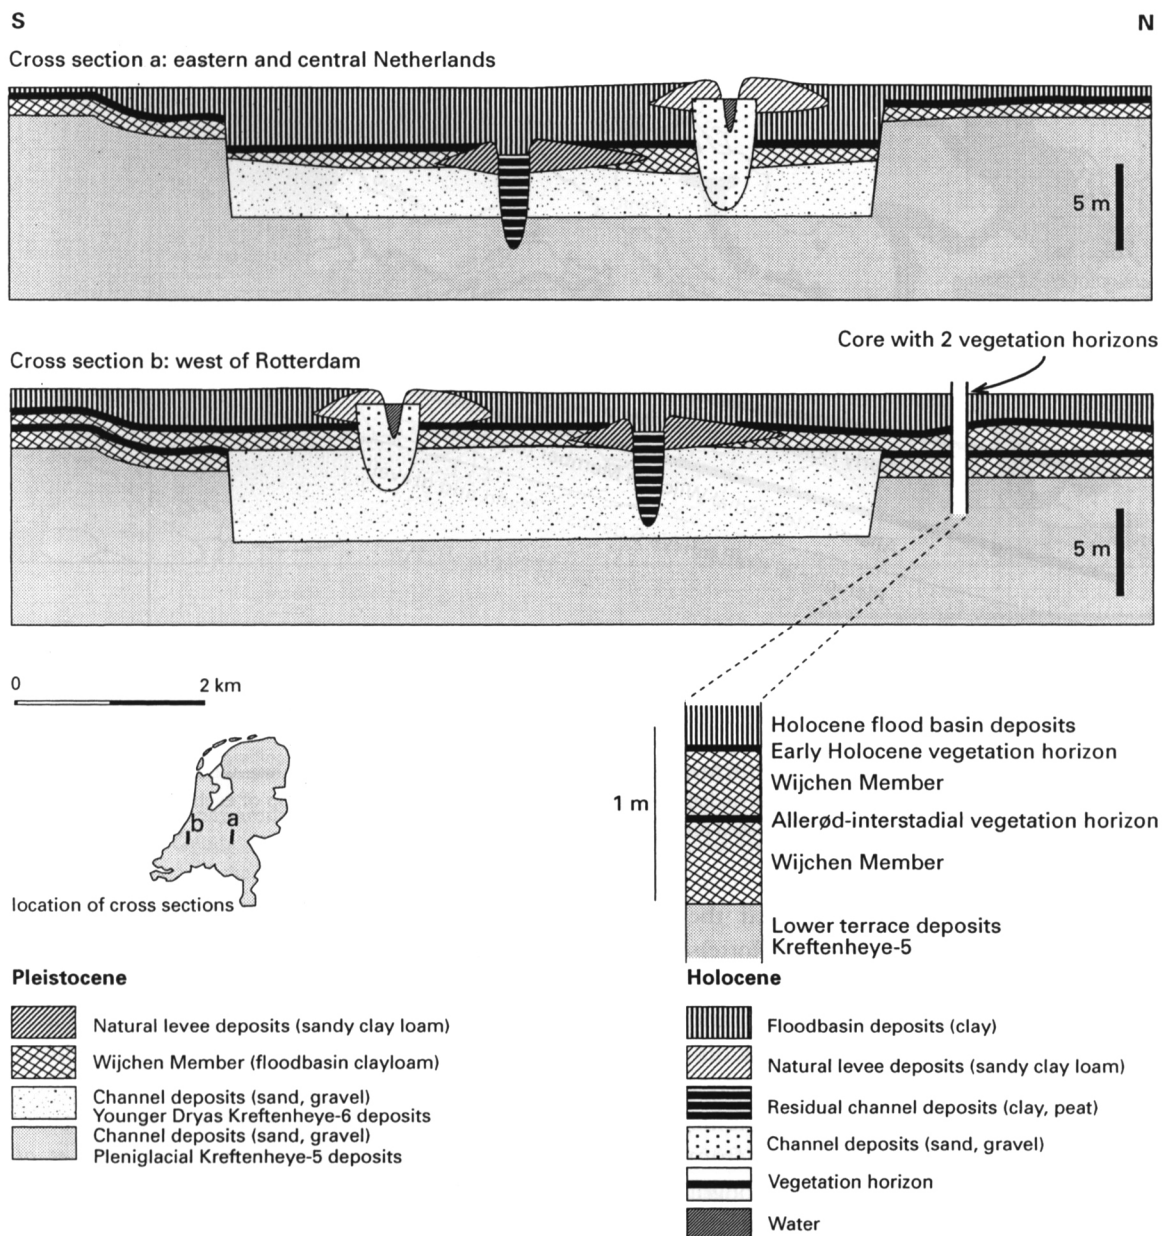 S
N
Cross section a: eastern and central Netherlands
5 m
Core with 2 vegetation horizons
Cross section b: west of Rotterdam
5 m
0
2 km
b
a
location of cross sections
1 m
Holocene flood basin deposits
Early Holocene vegetation horizon
Wijchen Member
Allerød-interstadial vegetation horizon
Wijchen Member
Lower terrace deposits
Kreftenheye-5
Pleistocene
Natural levee deposits (sandy clay loam)
Wijchen Member (floodbasin clayloam)
Channel deposits (sand, gravel)
Younger Dryas Kreftenheye-6 deposits
Channel deposits (sand, gravel)
Pleniglacial Kreftenheye-5 deposits
Holocene
Floodbasin deposits (clay)
Natural levee deposits (sandy clay loam)
Residual channel deposits (clay, peat)
Channel deposits (sand, gravel)
Vegetation horizon
Water